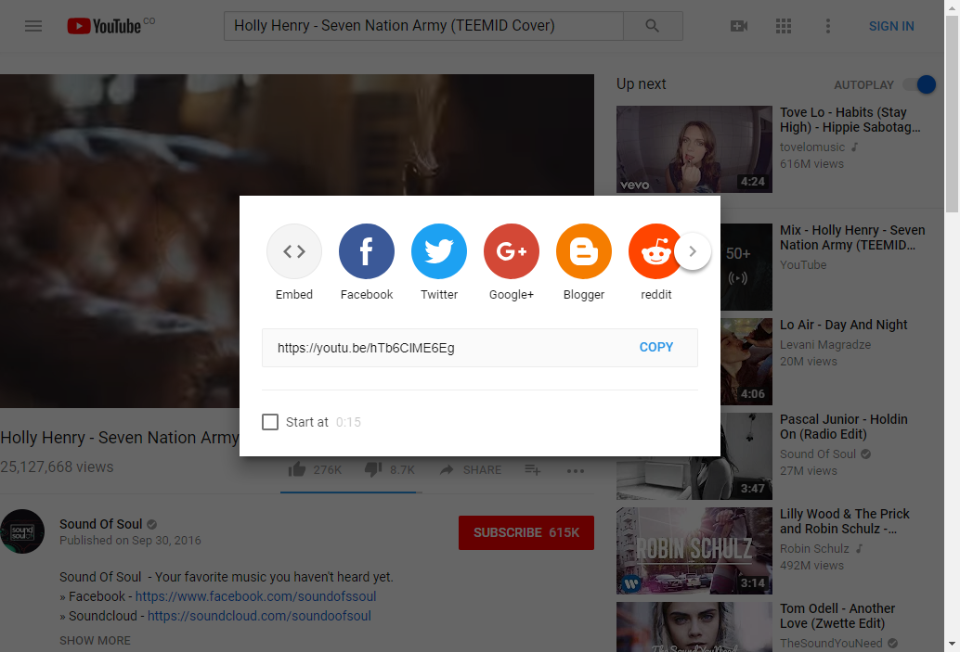 YouTube CO
Holly Henry - Seven Nation Army (TEEMID Cover)
SIGN IN
Up next
AUTOPLAY
Tove Lo - Habits (Stay
High) - Hippie Sabotag...
tovelomusic
616M views
vevo
4:24
50+
Mix - Holly Henry - Seven
Nation Army (TEEMID...
YouTube
Lo Air - Day And Night
Levani Magradze
20M views
4:06
Pascal Junior - Holdin
On (Radio Edit)
Sound Of Soul
27M views
3:47
Lilly Wood & The Prick
and Robin Schulz -...
Robin Schulz
492M views
ROBIN SCHULZ
3:14
Tom Odell - Another
Love (Zwette Edit)
TheSoundYouNeed
TheSoundYouNeed
Embed
Facebook
Twitter
Google+
Blogger
reddit
https://youtu.be/hTb6CIME6Eg
COPY
Start at 0:15
Holly Henry - Seven Nation Army
25,127,668 views
276K
8.7K
SHARE
sound
soul
Sound Of Soul
Published on Sep 30, 2016
SUBSCRIBE 615K
Sound Of Soul - Your favorite music you haven't heard yet.
» Facebook - https://www.facebook.com/soundofssoul
» Soundcloud - https://soundcloud.com/soundoofsoul
SHOW MORE